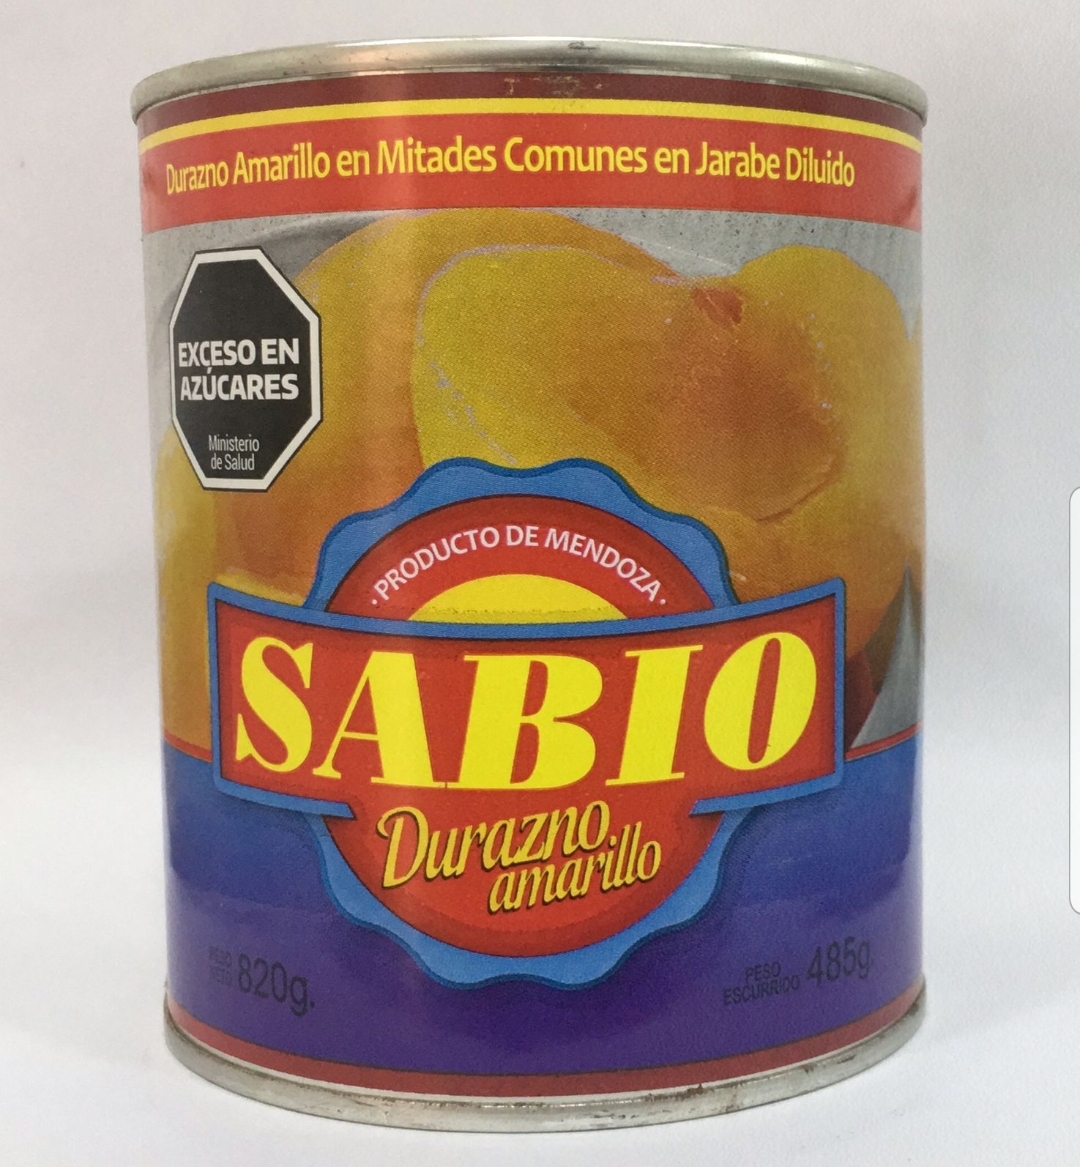 Durazno Amarillo en Mitades Comunes en Jarabe Diluido
EXCESO EN
AZÚCARES
Ministerio
de Salud
· PRODUCTO DE MENDOZA ·
SABIO
Durazno
amarillo
PESO
NETO 820g.
PESO
ESCURRIDO 485g.